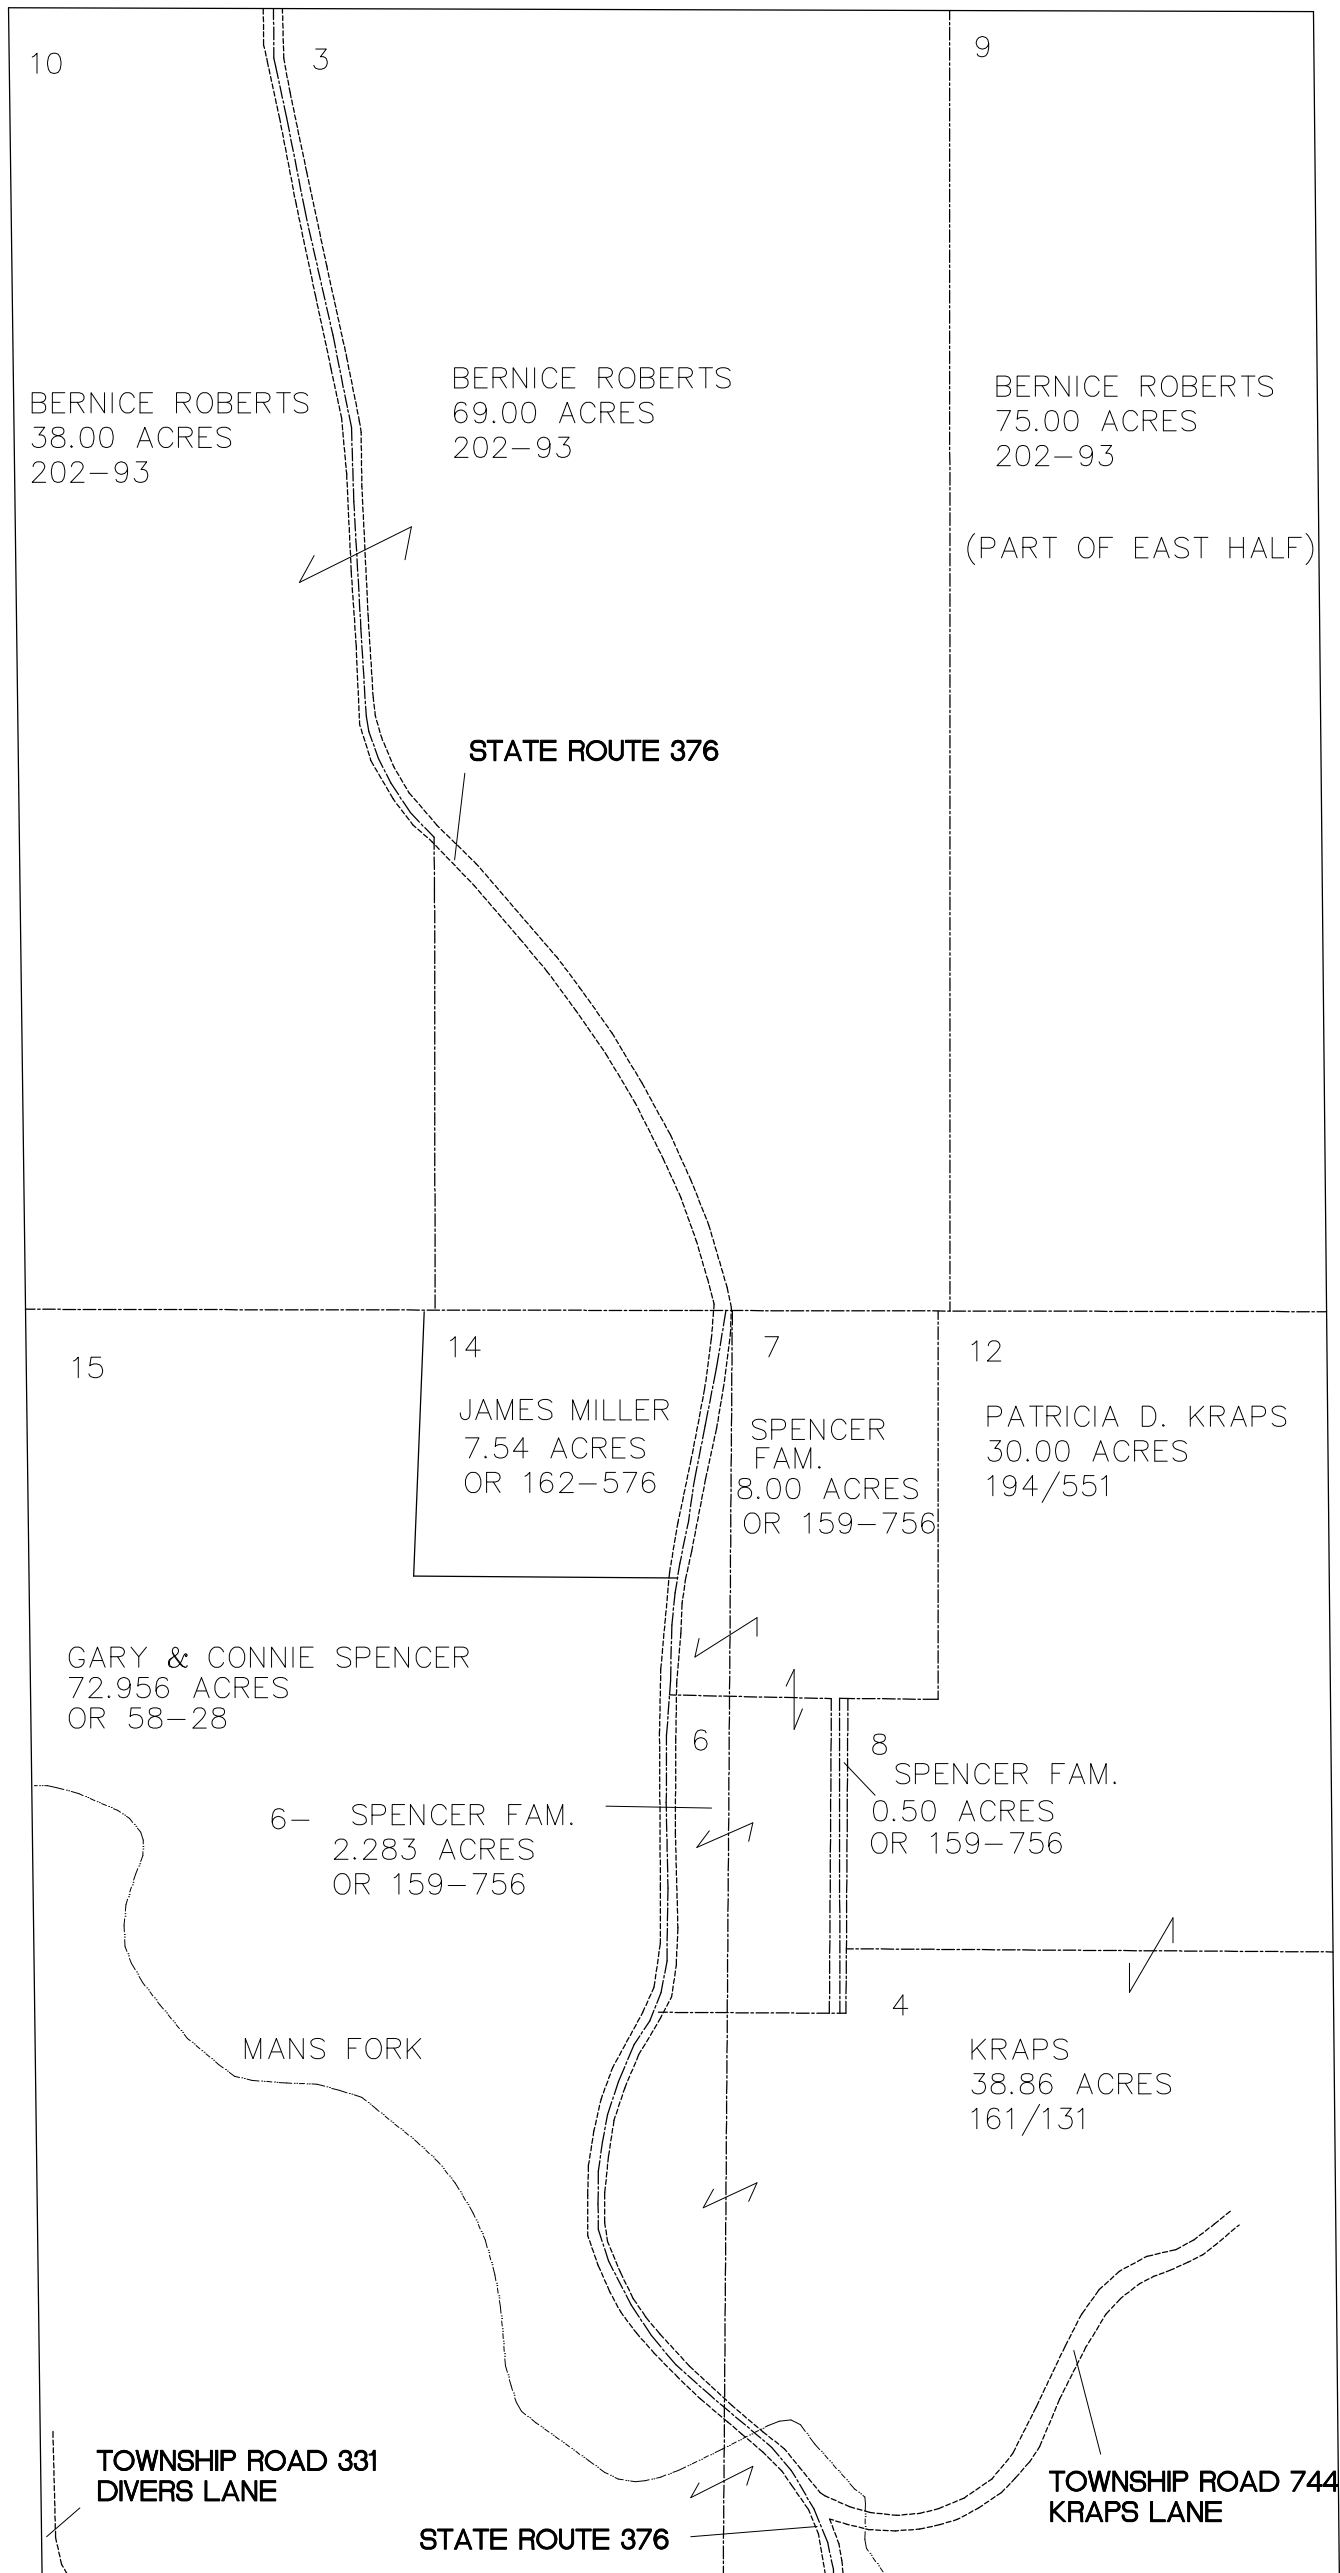 10
3
9
BERNICE ROBERTS
38.00 ACRES
202-93
BERNICE ROBERTS
69.00 ACRES
202-93
BERNICE ROBERTS
75.00 ACRES
202-93
(PART OF EAST HALF)
STATE ROUTE 376
15
14
JAMES MILLER
7.54 ACRES
OR 162-576
7
SPENCER
FAM.
8.00 ACRES
OR 159-756
12
PATRICIA D. KRAPS
30.00 ACRES
194/551
GARY & CONNIE SPENCER
72.956 ACRES
OR 58-28
6
8
SPENCER FAM.
0.50 ACRES
OR 159-756
6- SPENCER FAM.
2.283 ACRES
OR 159-756
4
MANS FORK
KRAPS
38.86 ACRES
161/131
TOWNSHIP ROAD 331
DIVERS LANE
TOWNSHIP ROAD 744
KRAPS LANE
STATE ROUTE 376